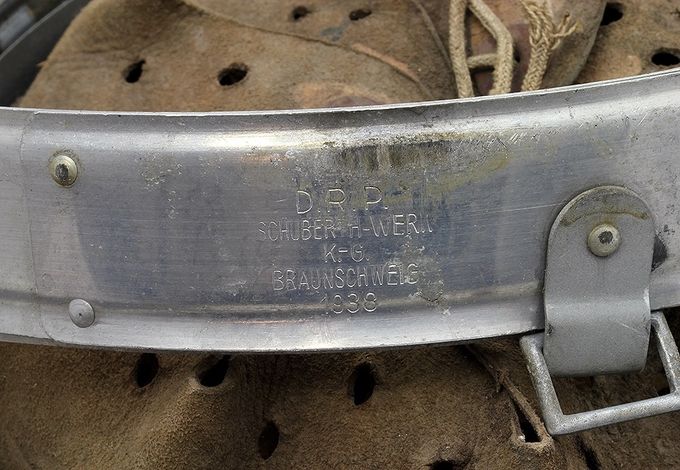 D.R.P.
SCHUBERTH-WERK
K.-G.
BRAUNSCHWEIG
1938